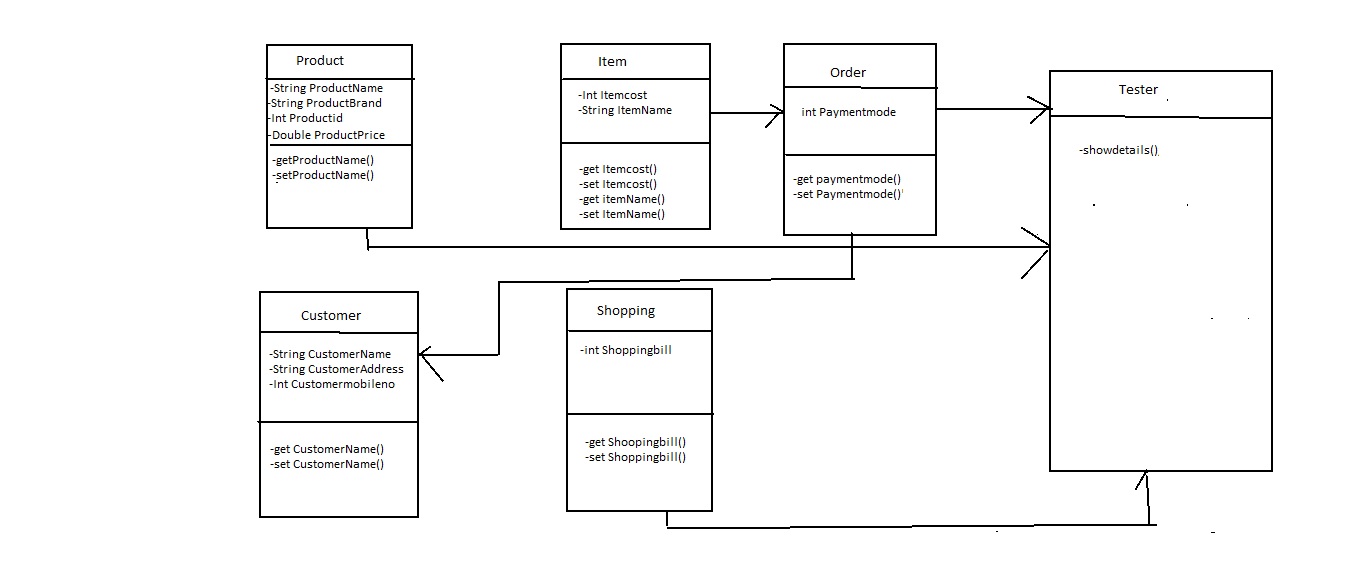 Product
-String ProductName
-String ProductBrand
-Int Productid
-Double ProductPrice
-getProductName()
-setProductName()
Item
-Int Itemcost
-String ItemName
-get Itemcost()
-set Itemcost()
-get itemName()
-set ItemName()
Order
int Paymentmode
-get paymentmode()
-set Paymentmode()'
Tester
-showdetails()
Customer
-String CustomerName
-String CustomerAddress
-Int Customermobileno
-get CustomerName()
-set CustomerName()
Shopping
-int Shoppingbill
-get Shoopingbill()
-set Shoppingbill()